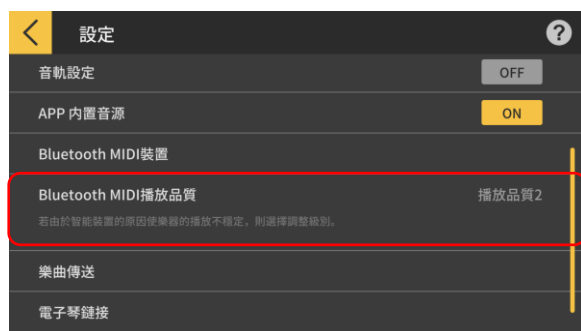 設定 ?
音軌設定 OFF
APP 内置音源 ON
Bluetooth MIDI裝置
Bluetooth MIDI播放品質 播放品質2
若由於智能裝置的原因使樂器的播放不穩定，則選擇調整級別。
樂曲傳送
電子琴鏈接